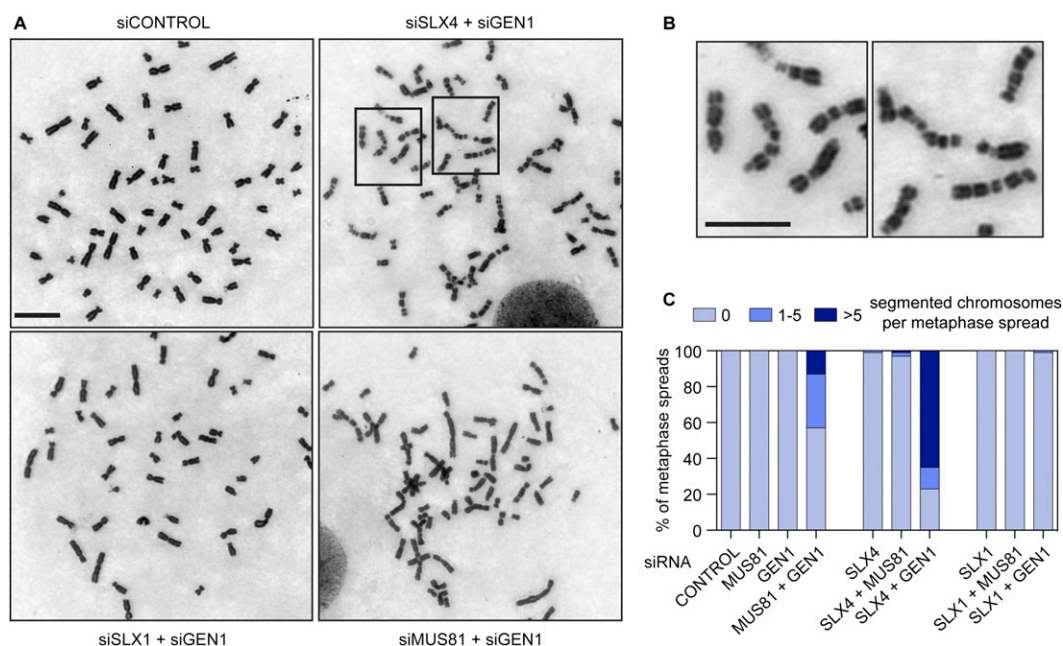 A
siCONTROL
siSLX4 + siGEN1
siSLX1 + siGEN1
siMUS81 + siGEN1
B
C
0
1-5
>5
segmented chromosomes
per metaphase spread
% of metaphase spreads
100
80
60
40
20
0
siRNA
CONTROL
MUS81
GEN1
MUS81 + GEN1
SLX4
SLX4 + MUS81
SLX4 + GEN1
SLX1
SLX1 + MUS81
SLX1 + GEN1